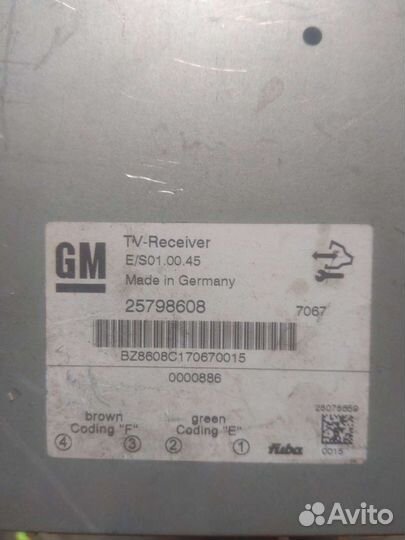 GM
TV-Receiver
E/S01.00.45
Made in Germany
25798608
7067
BZ8608C170670015
0000886
brown
Coding "F"
green
Coding "E"
4 3 2 1
fuba
0015
Avito